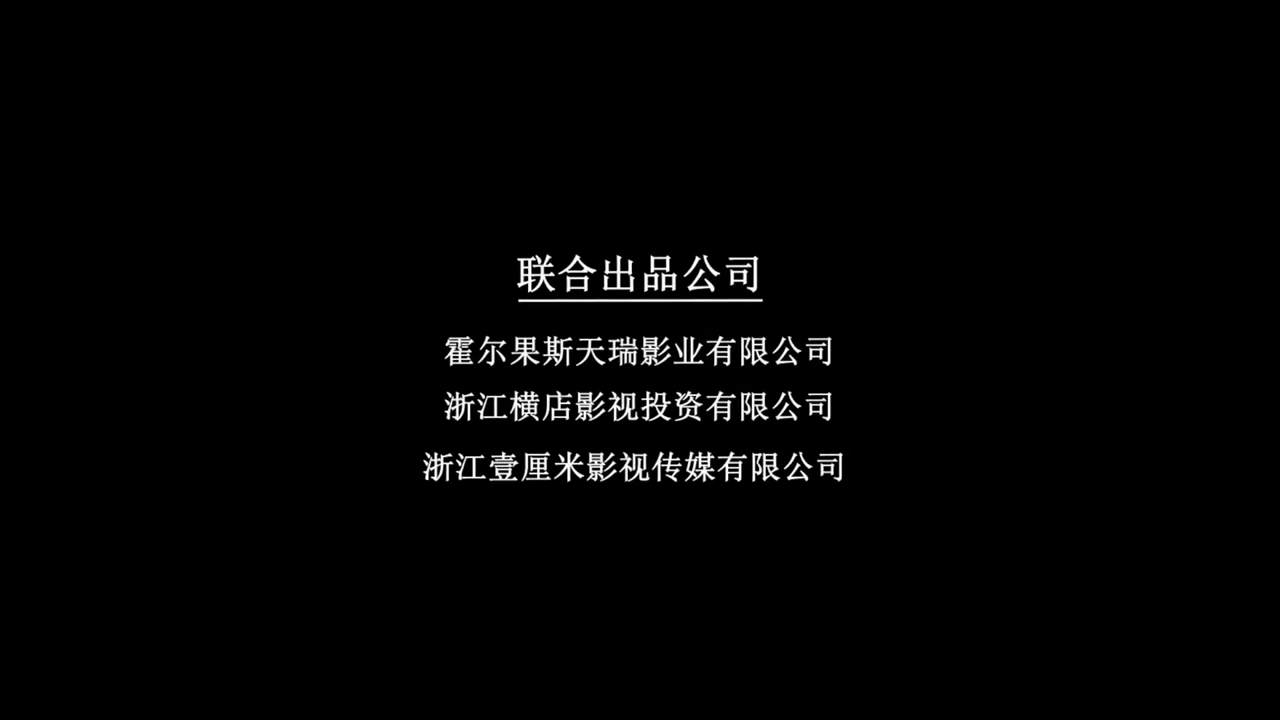 联合出品公司
霍尔果斯天瑞影业有限公司
浙江横店影视投资有限公司
浙江壹厘米影视传媒有限公司